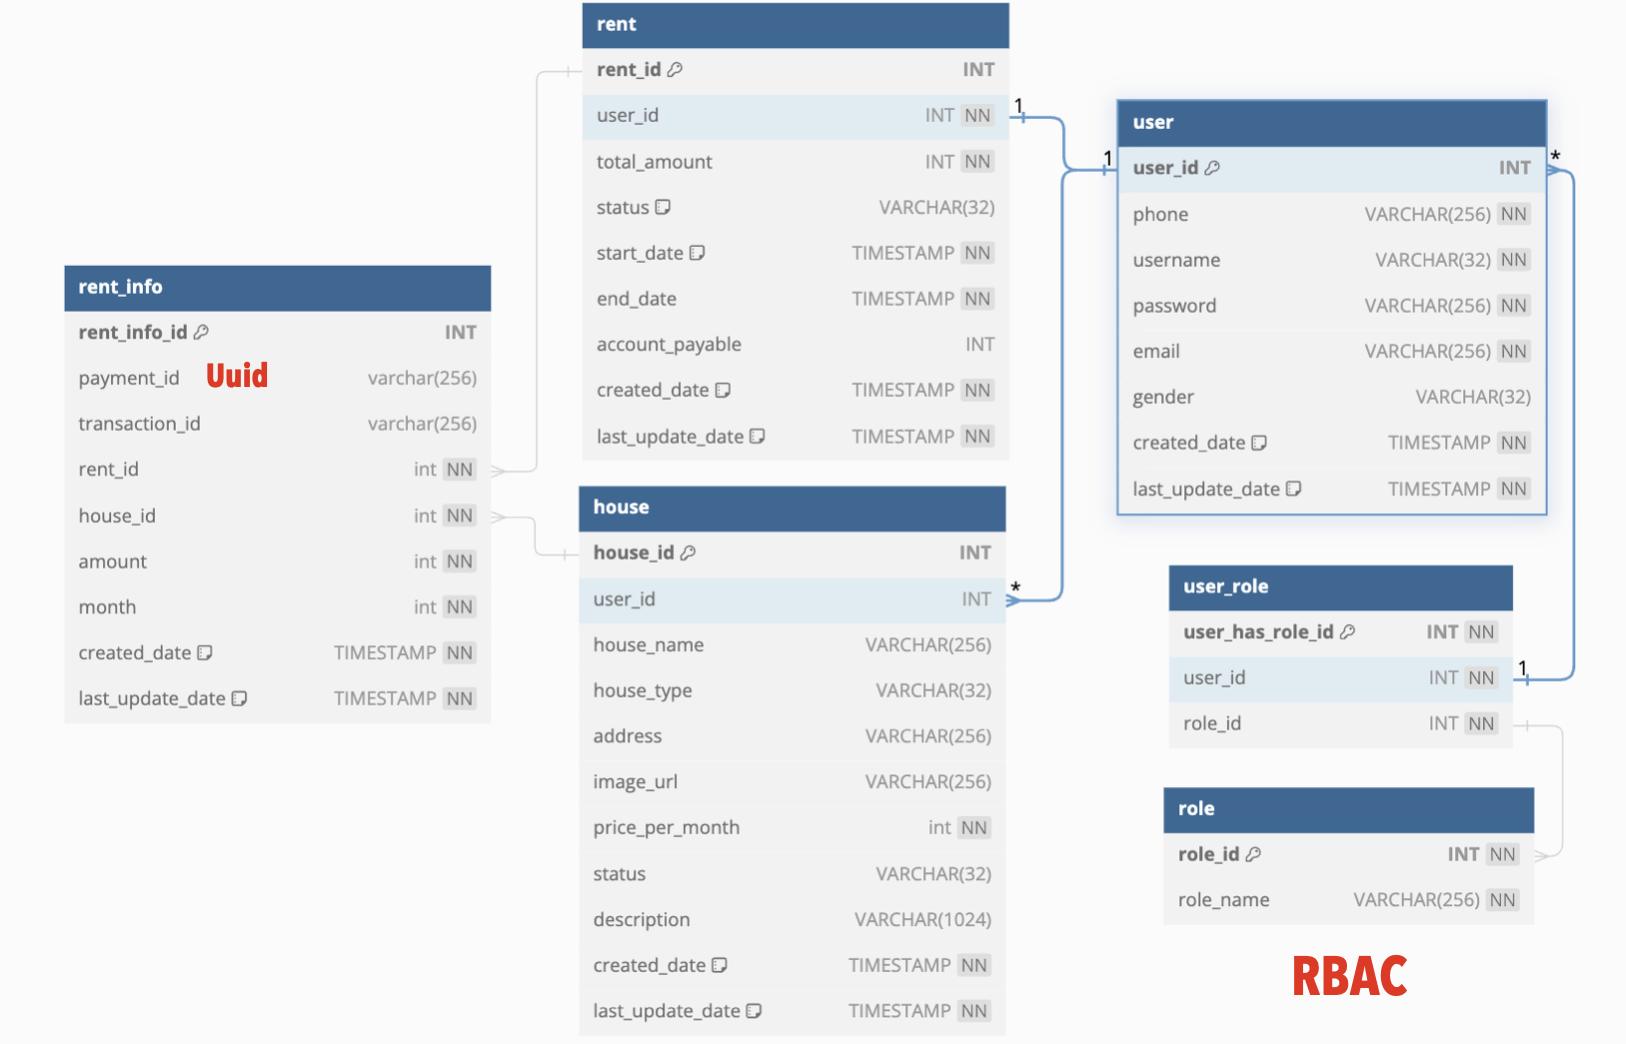 rent
rent_id INT
user_id INT NN
total_amount INT NN
status VARCHAR(32)
start_date TIMESTAMP NN
end_date TIMESTAMP NN
account_payable INT
created_date TIMESTAMP NN
last_update_date TIMESTAMP NN
1
1
*
user
user_id INT
phone VARCHAR(256) NN
username VARCHAR(32) NN
password VARCHAR(256) NN
email VARCHAR(256) NN
gender VARCHAR(32)
created_date TIMESTAMP NN
last_update_date TIMESTAMP NN
rent_info
rent_info_id INT
payment_id Uuid varchar(256)
transaction_id varchar(256)
rent_id int NN
house_id int NN
amount int NN
month int NN
created_date TIMESTAMP NN
last_update_date TIMESTAMP NN
house
house_id INT
user_id INT
*
house_name VARCHAR(256)
house_type VARCHAR(32)
address VARCHAR(256)
image_url VARCHAR(256)
price_per_month int NN
status VARCHAR(32)
description VARCHAR(1024)
created_date TIMESTAMP NN
last_update_date TIMESTAMP NN
user_role
user_has_role_id INT NN
user_id INT NN
1
role_id INT NN
role
role_id INT NN
role_name VARCHAR(256) NN
RBAC